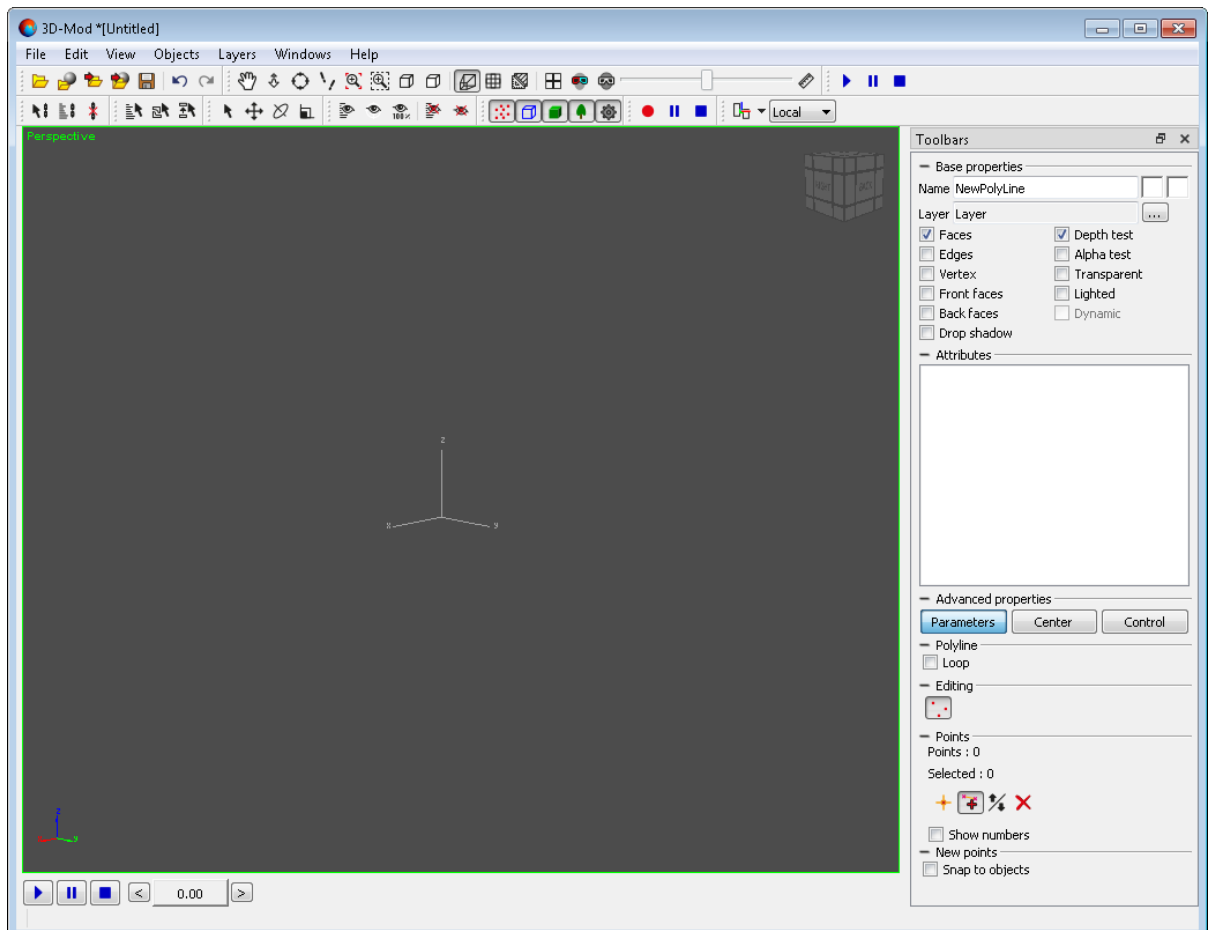 3D-Mod *[Untitled]
File Edit View Objects Layers Windows Help
100%
Local
Perspective
Toolbars
Base properties
Name NewPolyLine
Layer Layer ...
Faces Depth test
Edges Alpha test
Vertex Transparent
Front faces Lighted
Back faces Dynamic
Drop shadow
Attributes
z
x y
Advanced properties
Parameters Center Control
Polyline
Loop
Editing
Points
Points : 0
Selected : 0
Show numbers
New points
Snap to objects
z
x y
< 0.00 >